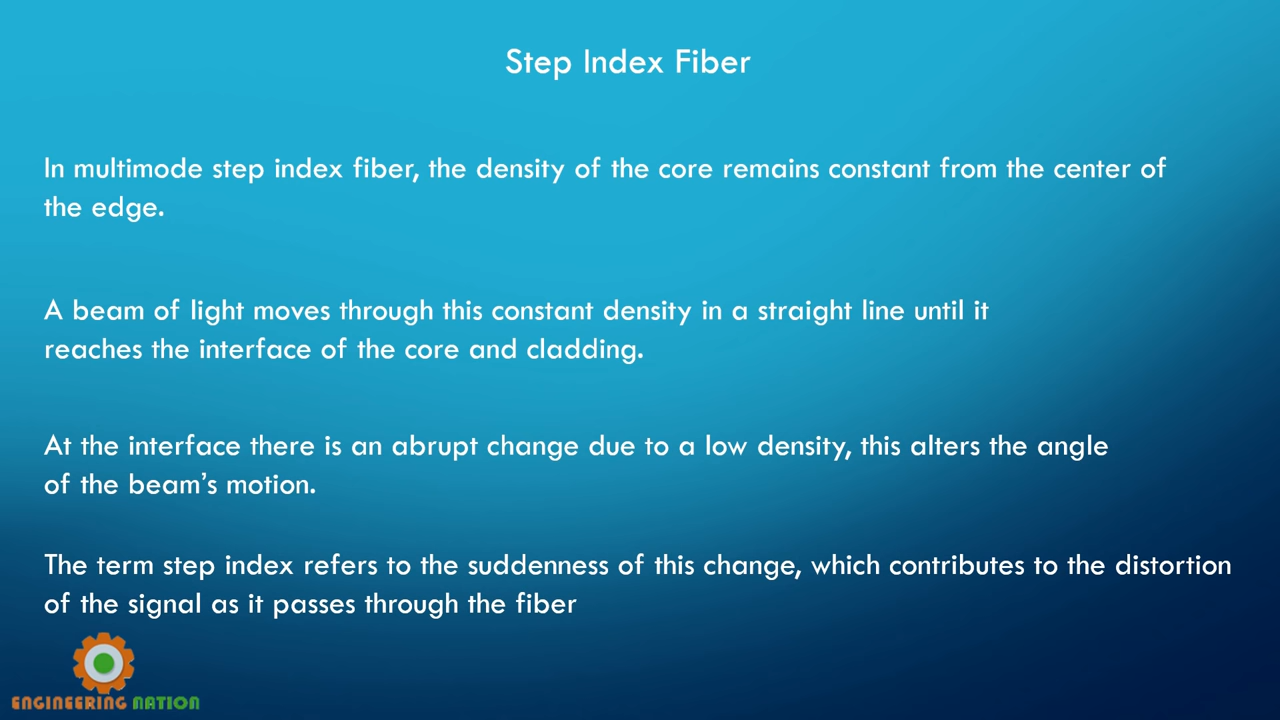 Step Index Fiber
In multimode step index fiber, the density of the core remains constant from the center of
the edge.
A beam of light moves through this constant density in a straight line until it
reaches the interface of the core and cladding.
At the interface there is an abrupt change due to a low density, this alters the angle
of the beam’s motion.
The term step index refers to the suddenness of this change, which contributes to the distortion
of the signal as it passes through the fiber
ENGINEERING NATION